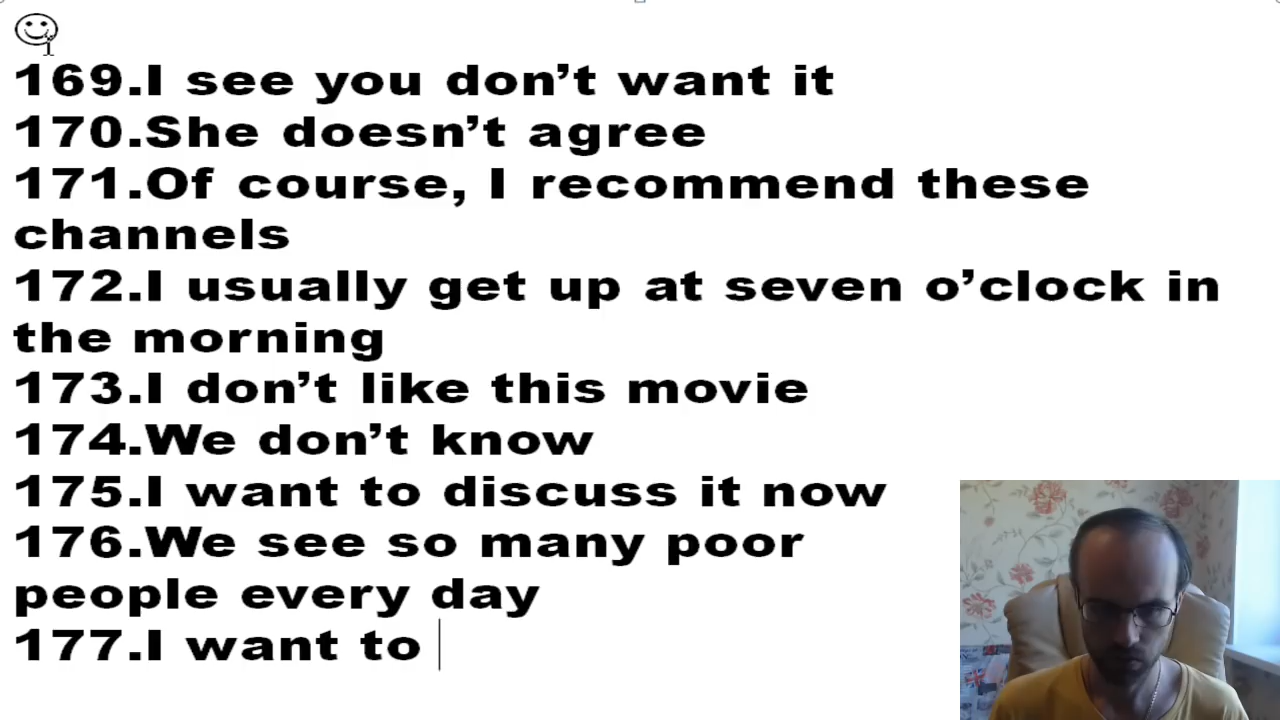 169.I see you don’t want it
170.She doesn’t agree
171.Of course, I recommend these
channels
172.I usually get up at seven o’clock in
the morning
173.I don’t like this movie
174.We don’t know
175.I want to discuss it now
176.We see so many poor
people every day
177.I want to